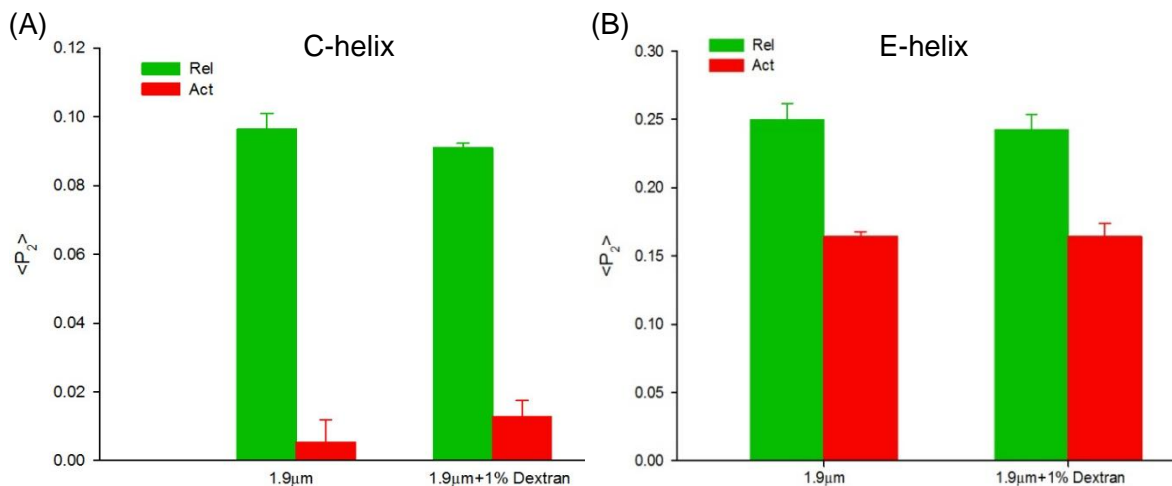 (A)
C-helix
Rel
Act
0.12
0.10
0.08
0.06
0.04
0.02
0.00
<P2>
1.9µm
1.9µm+1% Dextran
(B)
E-helix
Rel
Act
0.30
0.25
0.20
0.15
0.10
0.05
0.00
<P2>
1.9µm
1.9µm+1% Dextran